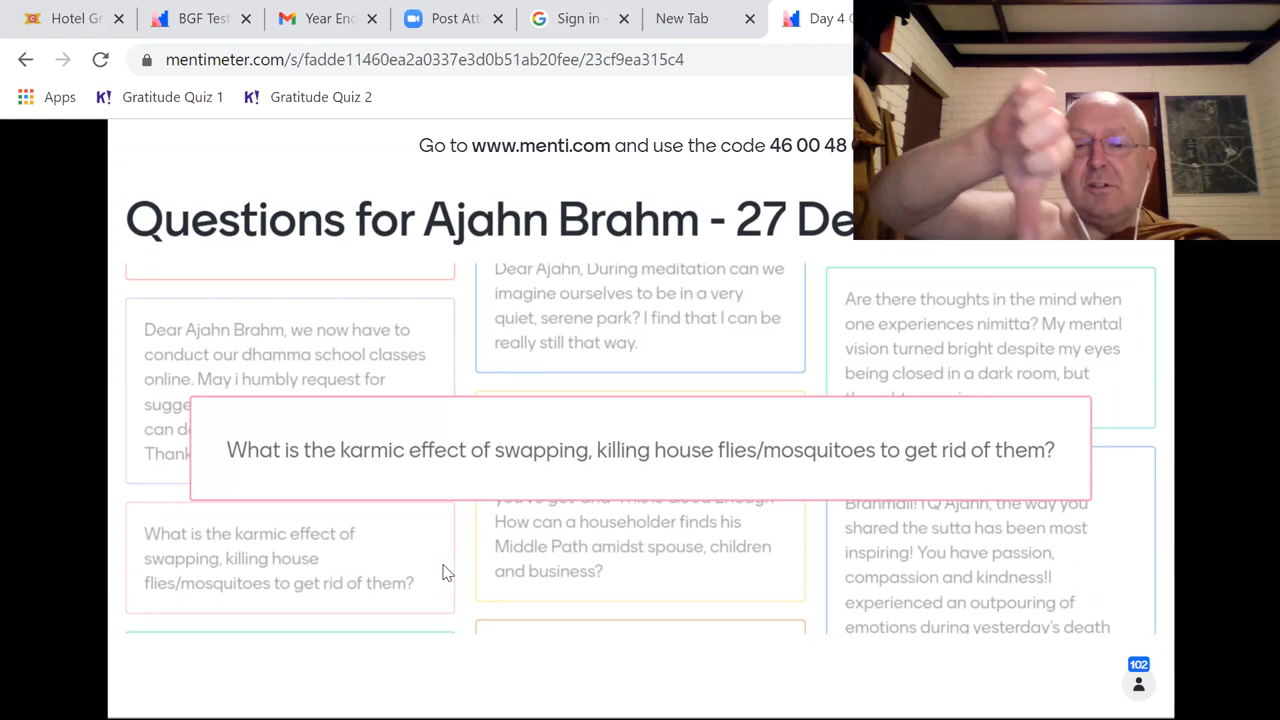 Hotel Gr
BGF Test
Year End
Post Atte
Sign in -
New Tab
Day 4
mentimeter.com/s/fadde11460ea2a0337e3d0b51ab20fee/23cf9ea315c4
Apps
Gratitude Quiz 1
Gratitude Quiz 2
Go to www.menti.com and use the code 46 00 48
Questions for Ajahn Brahm - 27 De
Dear Ajahn Brahm, we now have to
conduct our dhamma school classes
online. May i humbly request for
sugge
can d
Thank
What is the karmic effect of
swapping, killing house
flies/mosquitoes to get rid of them?
Dear Ajahn, During meditation can we
imagine ourselves to be in a very
quiet, serene park? I find that I can be
really still that way.
What is the karmic effect of swapping, killing house flies/mosquitoes to get rid of them?
How can a householder finds his
Middle Path amidst spouse, children
and business?
Are there thoughts in the mind when
one experiences nimitta? My mental
vision turned bright despite my eyes
being closed in a dark room, but
Brahmali! TQ Ajahn, the way you
shared the sutta has been most
inspiring! You have passion,
compassion and kindness!I
experienced an outpouring of
emotions during yesterday's death
102